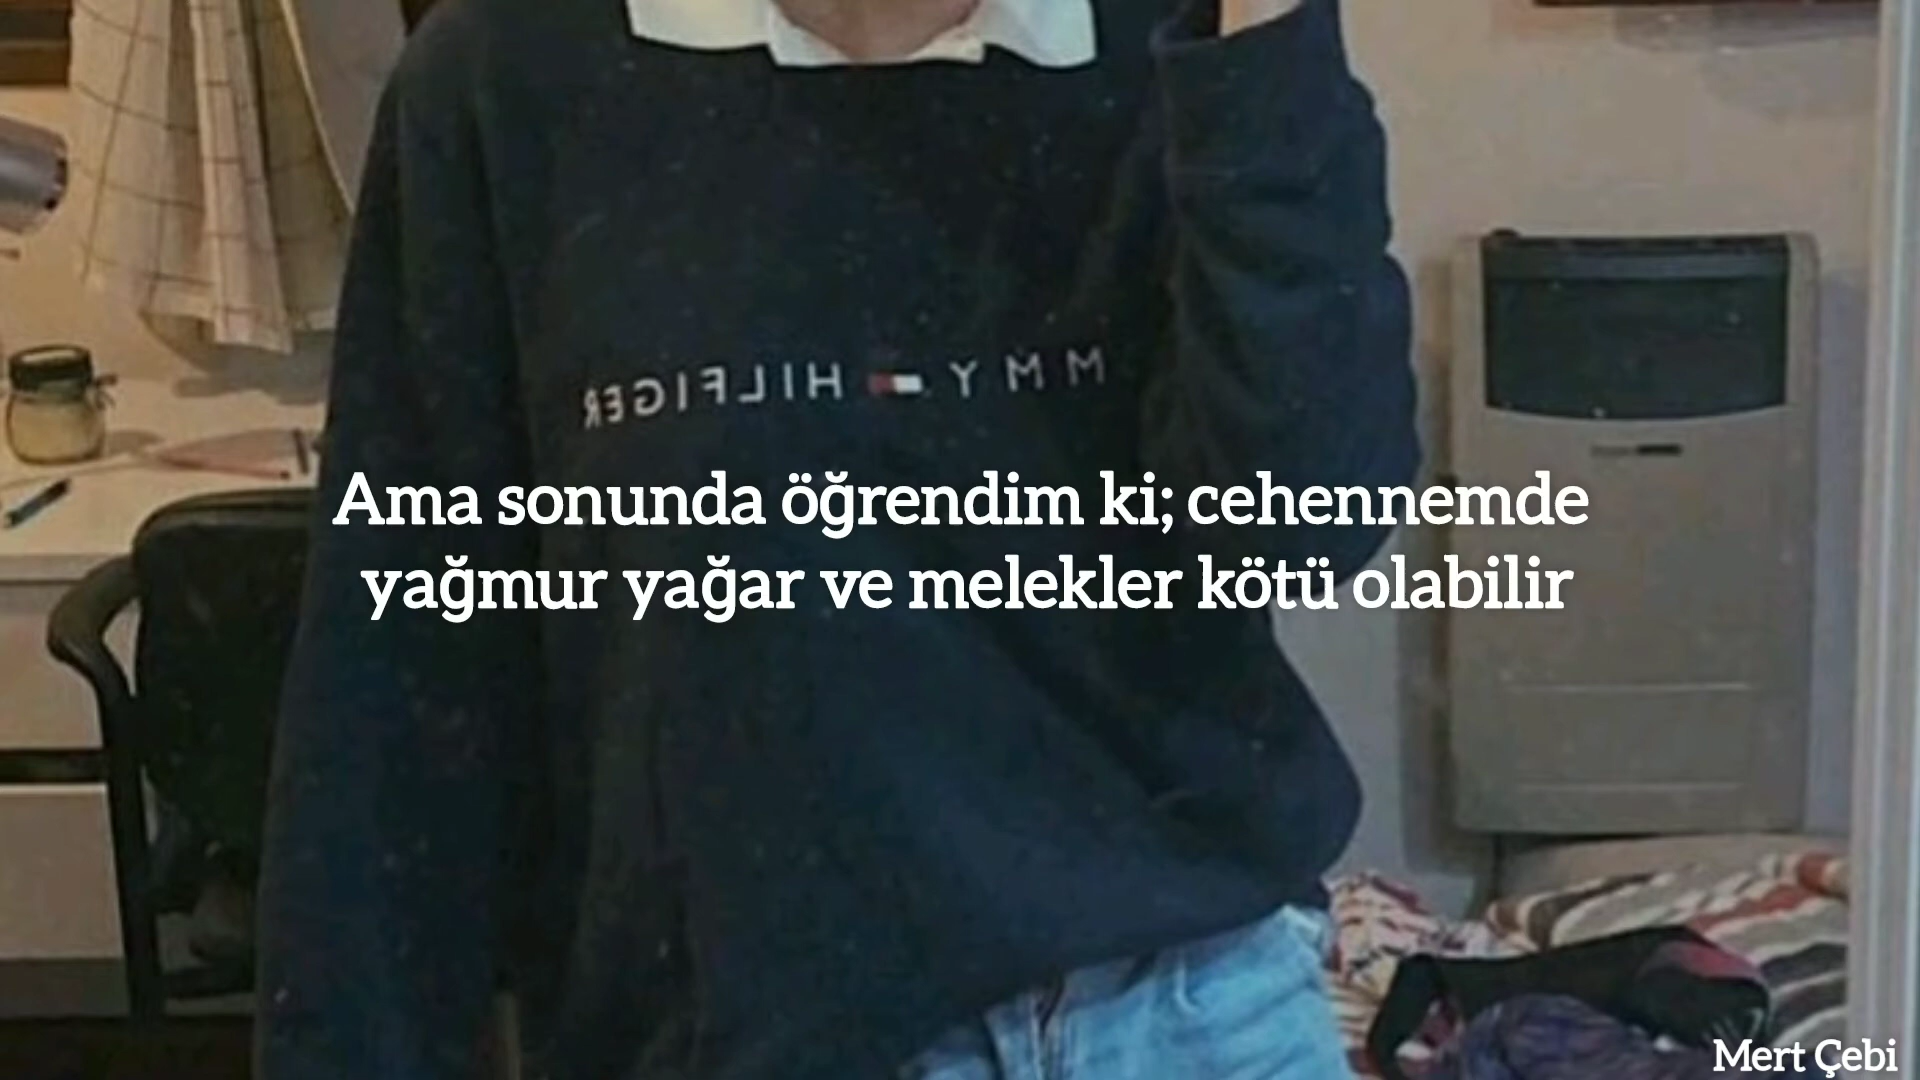 MMY HILFIGER
Ama sonunda öğrendim ki; cehennemde
yağmur yağar ve melekler kötü olabilir
Mert Çebi